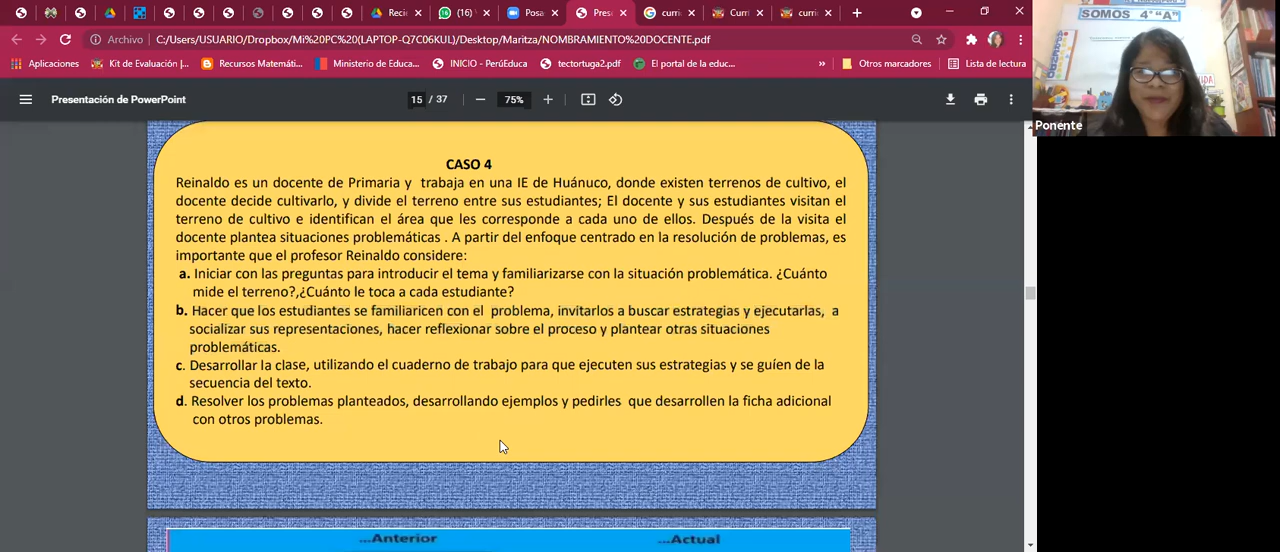 Reci
(16)
Posa
Pres
curric
Curri
curric
Archivo
C:/Users/USUARIO/Dropbox/Mi%20PC%20(LAPTOP-Q7C06KUL)/Desktop/Maritza/NOMBRAMIENTO%20DOCENTE.pdf
Aplicaciones
Kit de Evaluación |...
Recursos Matemáti...
Ministerio de Educa...
INICIO - PerúEduca
tectortuga2.pdf
El portal de la educ...
»
Otros marcadores
Lista de lectura
Presentación de PowerPoint
15 / 37
75%
SOMOS 4° "A"
Ponente
CASO 4
Reinaldo es un docente de Primaria y trabaja en una IE de Huánuco, donde existen terrenos de cultivo, el
docente decide cultivarlo, y divide el terreno entre sus estudiantes; El docente y sus estudiantes visitan el
terreno de cultivo e identifican el área que les corresponde a cada uno de ellos. Después de la visita el
docente plantea situaciones problemáticas . A partir del enfoque centrado en la resolución de problemas, es
importante que el profesor Reinaldo considere:
a. Iniciar con las preguntas para introducir el tema y familiarizarse con la situación problemática. ¿Cuánto
mide el terreno?,¿Cuánto le toca a cada estudiante?
b. Hacer que los estudiantes se familiaricen con el problema, invitarlos a buscar estrategias y ejecutarlas, a
socializar sus representaciones, hacer reflexionar sobre el proceso y plantear otras situaciones
problemáticas.
c. Desarrollar la clase, utilizando el cuaderno de trabajo para que ejecuten sus estrategias y se guíen de la
secuencia del texto.
d. Resolver los problemas planteados, desarrollando ejemplos y pedirles que desarrollen la ficha adicional
con otros problemas.
...Anterior
...Actual